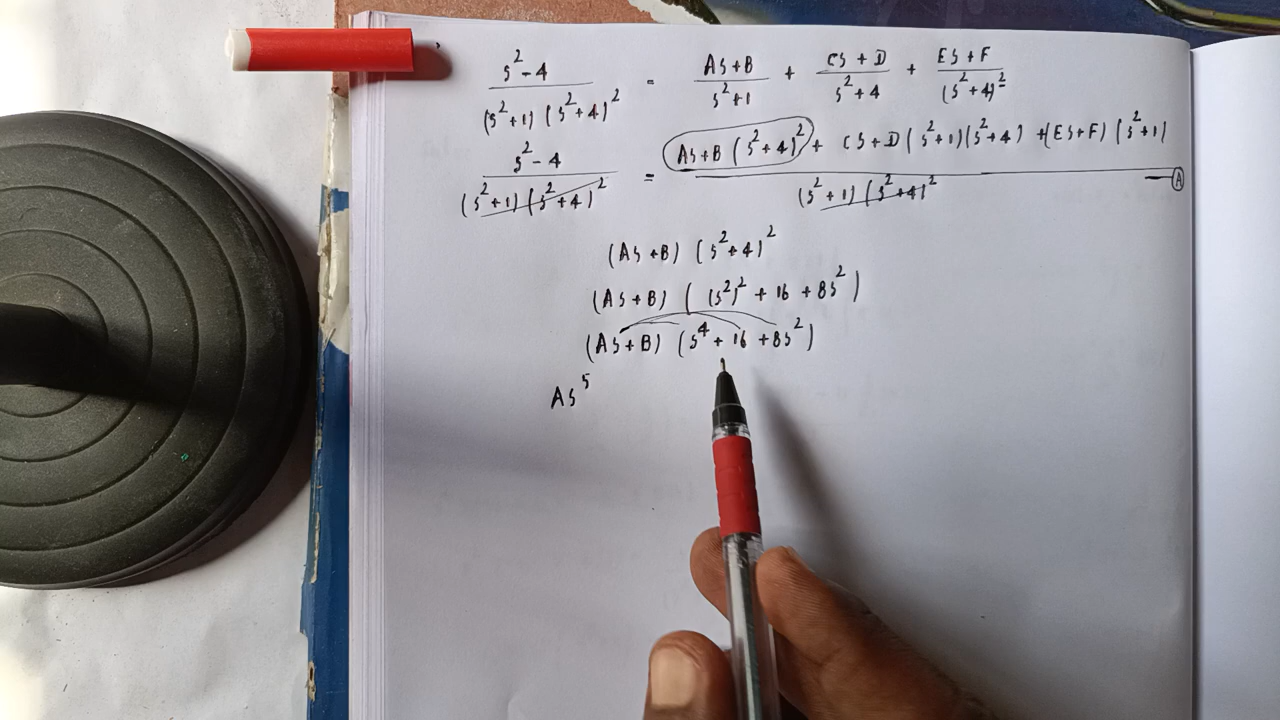 s² - 4 / (s²+1) (s²+4)² = As+B / s²+1 + Cs+D / s²+4 + Es+F / (s²+4)²
s² - 4 / (s²+1) (s²+4)² = As+B (s²+4)² + Cs+D (s²+1)(s²+4) + (Es+F) (s²+1) / (s²+1) (s²+4)² — A
(As+B) (s²+4)²
(As+B) ( (s²)² + 16 + 8s² )
(As+B) (s⁴ + 16 + 8s²)
As⁵